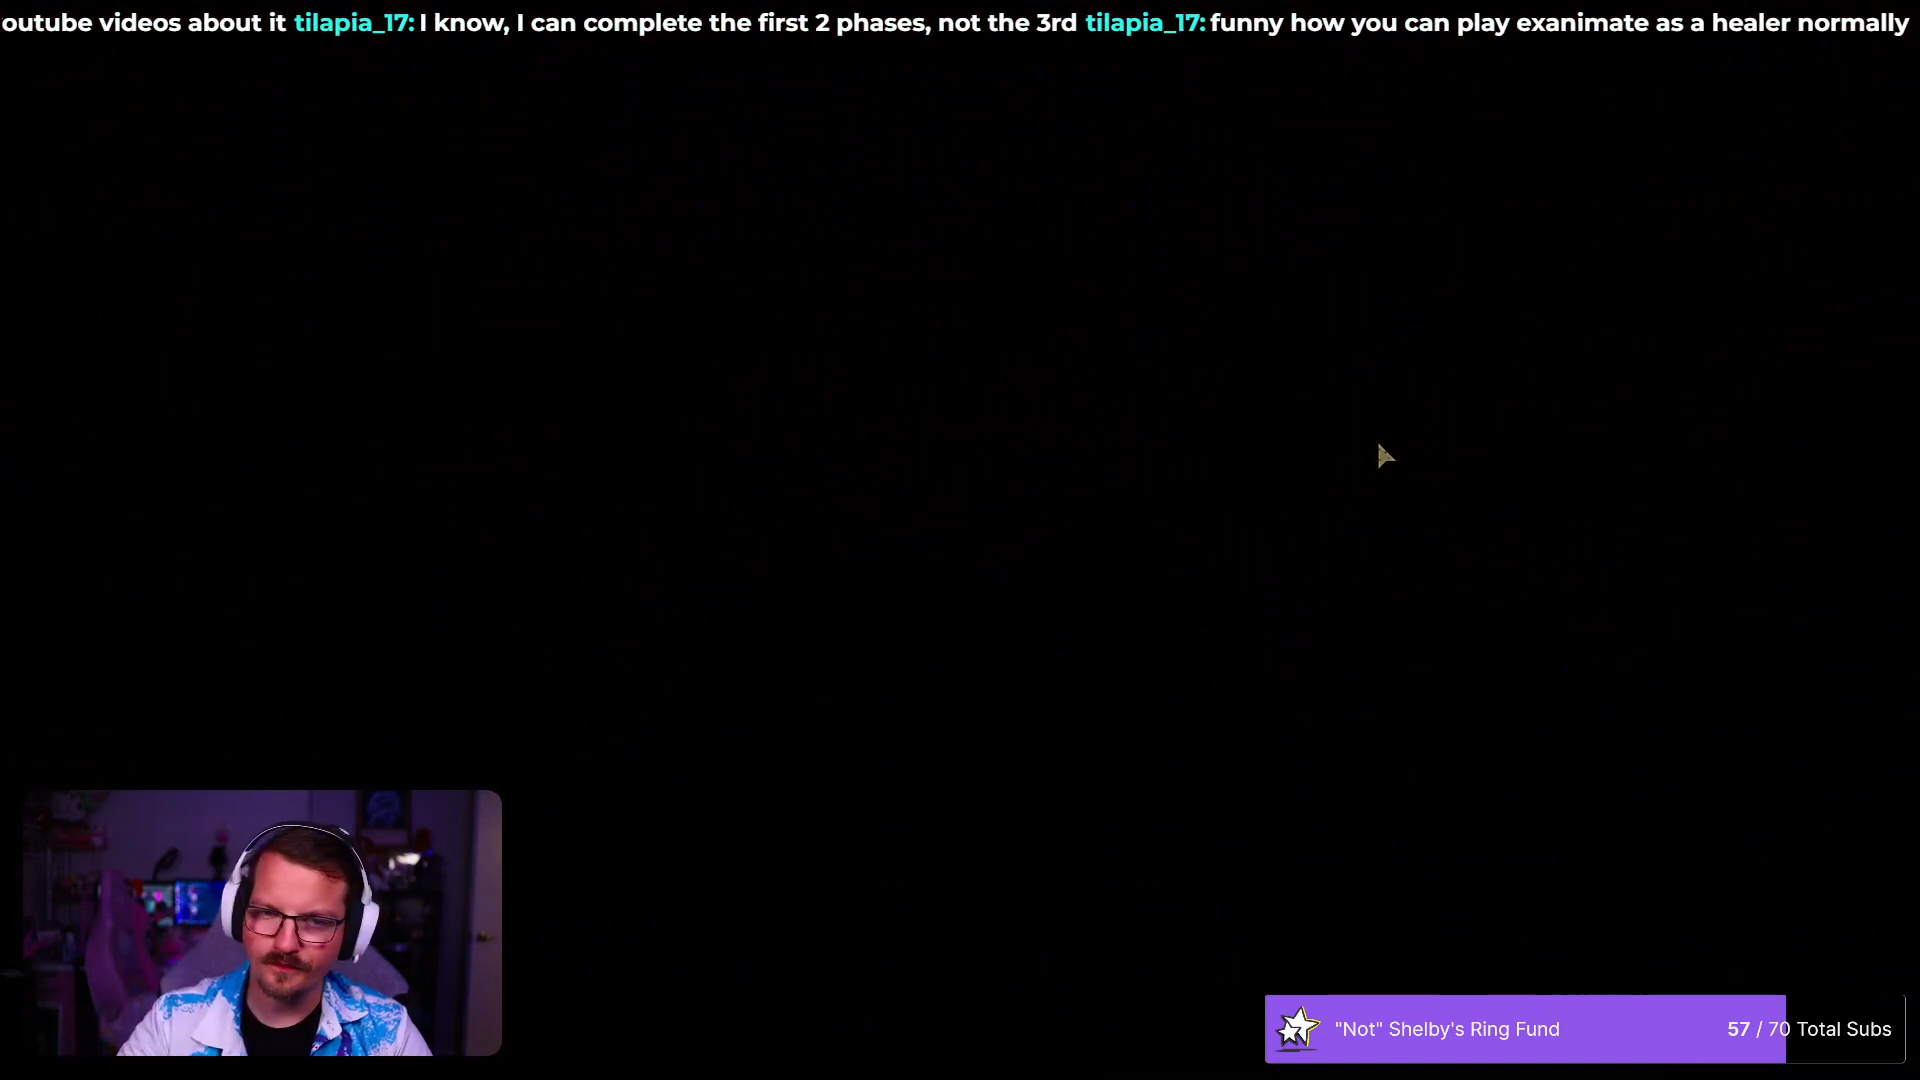 outube videos about it tilapia_17: I know, I can complete the first 2 phases, not the 3rd tilapia_17: funny how you can play exanimate as a healer normally
"Not" Shelby's Ring Fund 57 / 70 Total Subs